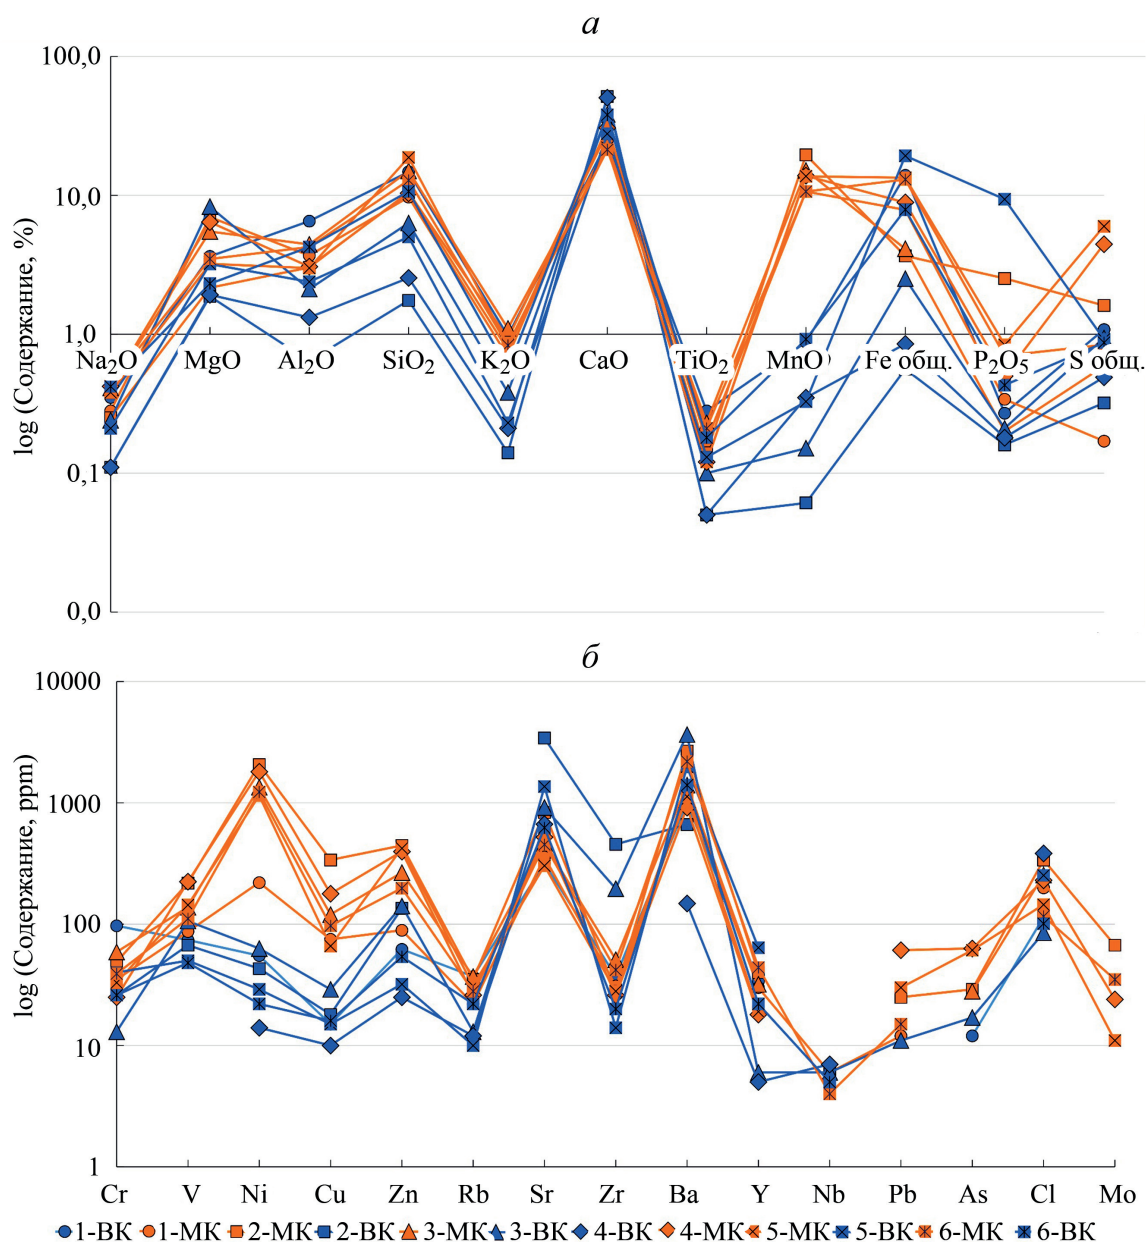 а
100,0
10,0
1,0
0,1
0,0
log (Содержание, %)
Na2O MgO Al2O SiO2 K2O CaO TiO2 MnO Fe общ. P2O5 S общ.
б
10000
1000
100
10
1
log (Содержание, ppm)
Cr V Ni Cu Zn Rb Sr Zr Ba Y Nb Pb As Cl Mo
1-ВК 1-МК 2-МК 2-ВК 3-МК 3-ВК 4-ВК 4-МК 5-МК 5-ВК 6-МК 6-ВК